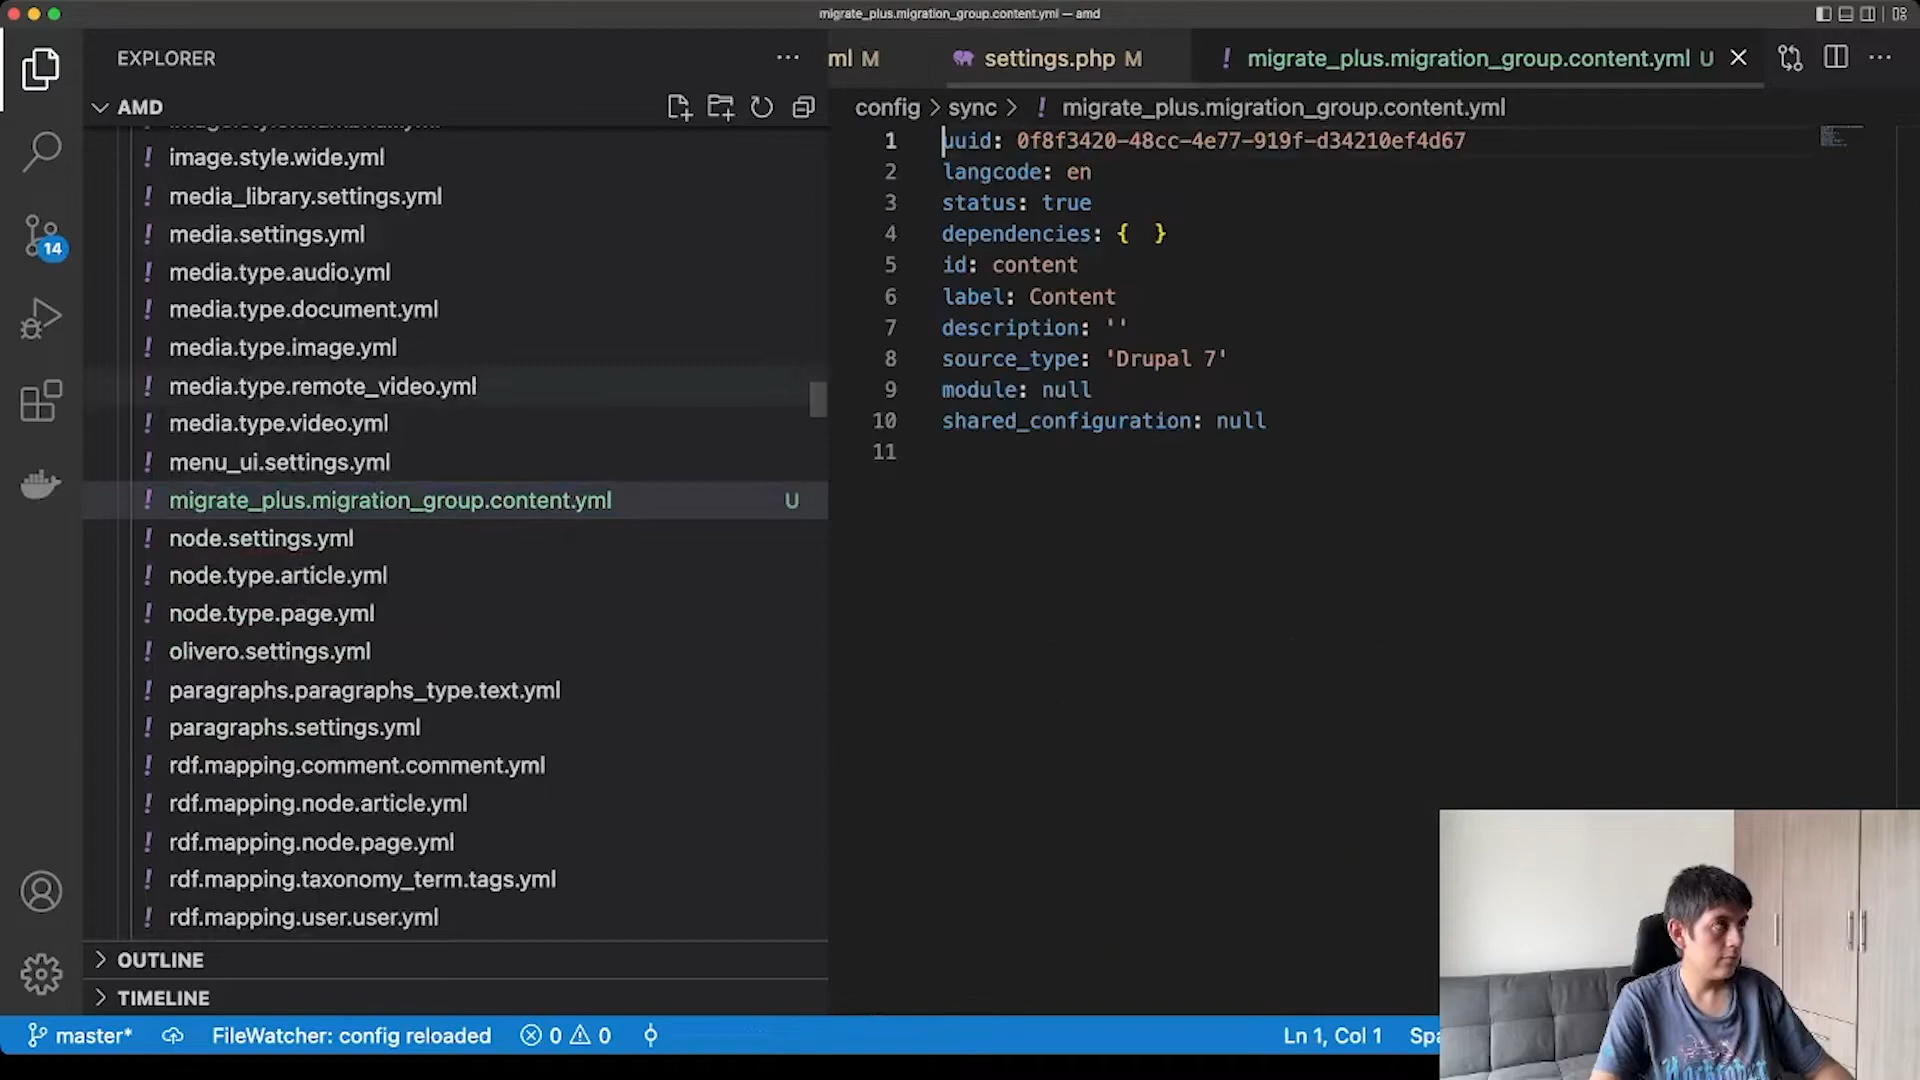 migrate_plus.migration_group.content.yml — amd
EXPLORER
ml M
settings.php M
migrate_plus.migration_group.content.yml U
AMD
config > sync > ! migrate_plus.migration_group.content.yml
! image.style.wide.yml
! media_library.settings.yml
! media.settings.yml
! media.type.audio.yml
! media.type.document.yml
! media.type.image.yml
! media.type.remote_video.yml
! media.type.video.yml
! menu_ui.settings.yml
! migrate_plus.migration_group.content.yml U
! node.settings.yml
! node.type.article.yml
! node.type.page.yml
! olivero.settings.yml
! paragraphs.paragraphs_type.text.yml
! paragraphs.settings.yml
! rdf.mapping.comment.comment.yml
! rdf.mapping.node.article.yml
! rdf.mapping.node.page.yml
! rdf.mapping.taxonomy_term.tags.yml
! rdf.mapping.user.user.yml
OUTLINE
TIMELINE
14
1 uuid: 0f8f3420-48cc-4e77-919f-d34210ef4d67
2 langcode: en
3 status: true
4 dependencies: {  }
5 id: content
6 label: Content
7 description: ''
8 source_type: 'Drupal 7'
9 module: null
10 shared_configuration: null
11
master*
FileWatcher: config reloaded
0
0
Ln 1, Col 1